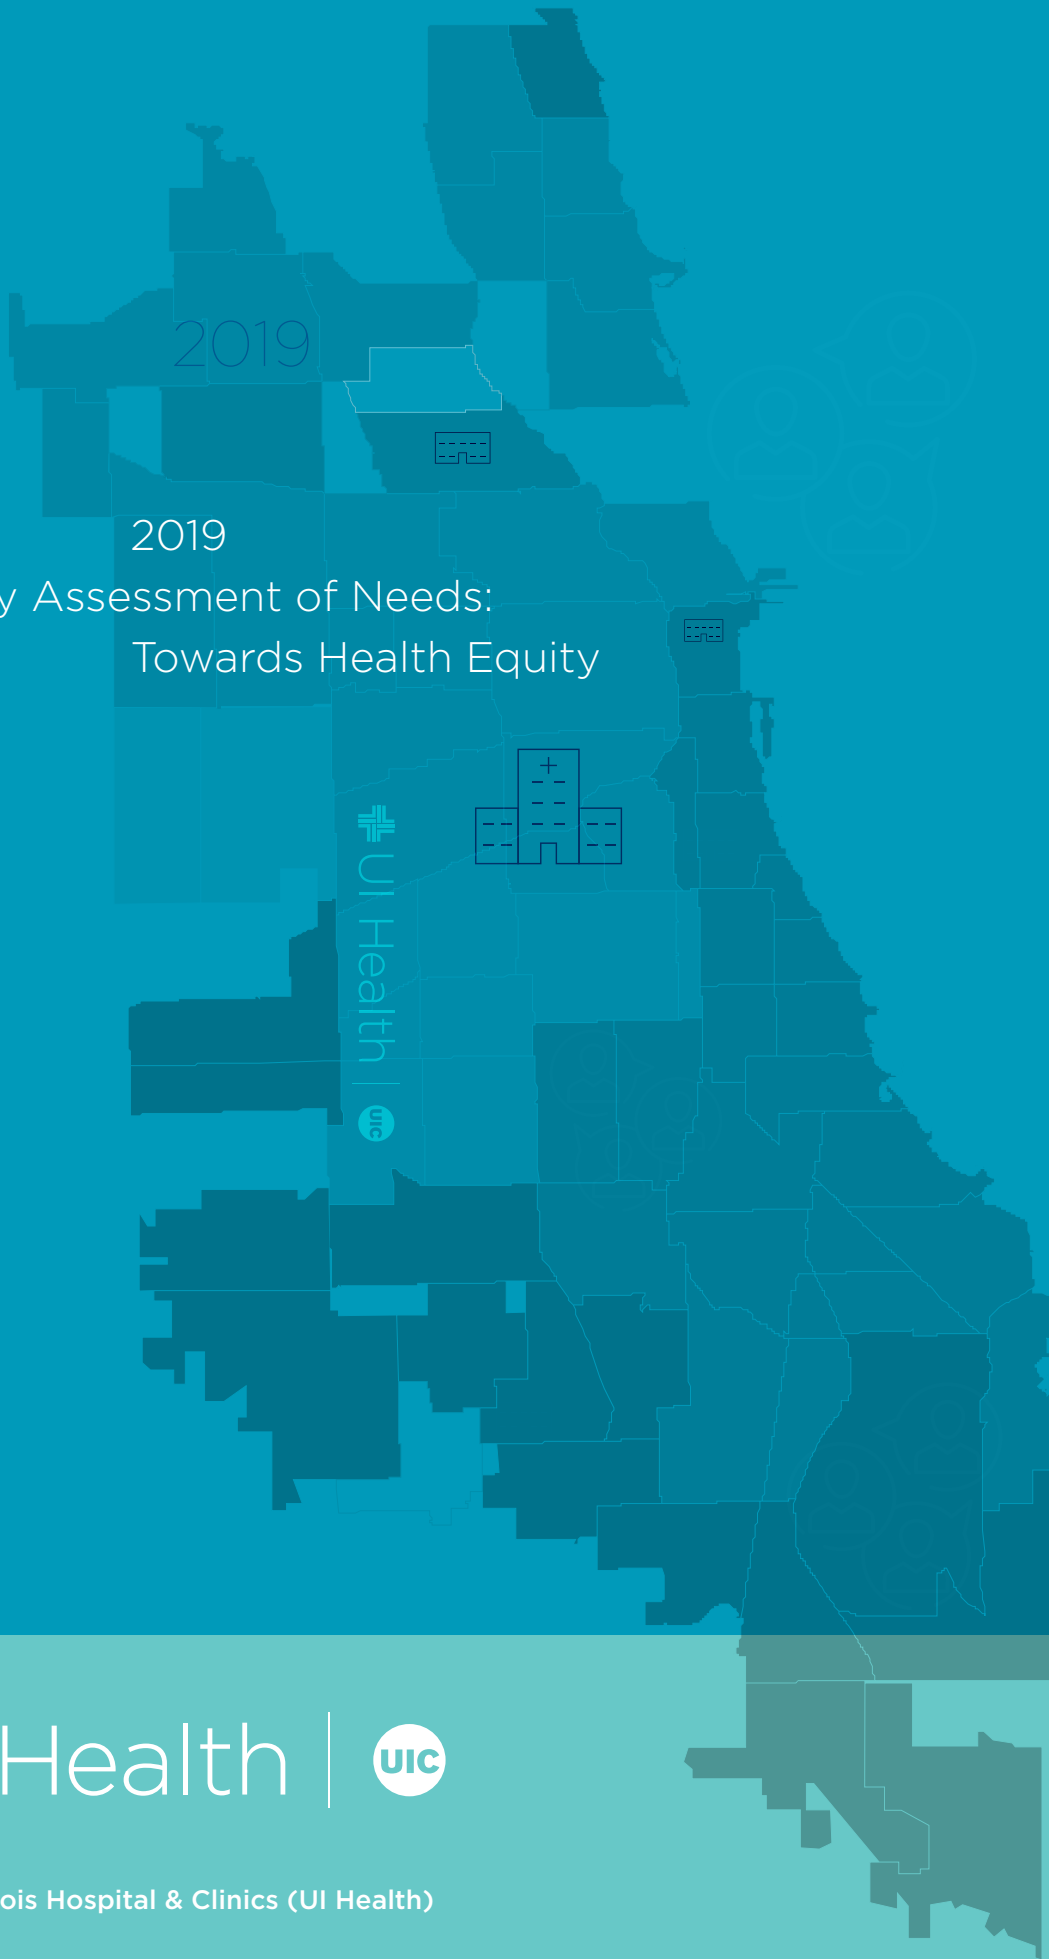 2019
2019
y Assessment of Needs:
Towards Health Equity
UI Health
UIC
Health
UIC
ois Hospital & Clinics (UI Health)